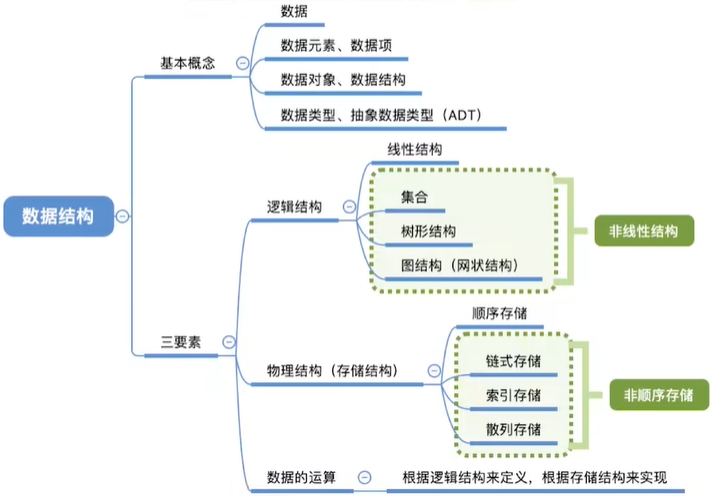 数据结构
基本概念
数据
数据元素、数据项
数据对象、数据结构
数据类型、抽象数据类型（ADT）
三要素
逻辑结构
线性结构
集合
树形结构
图结构（网状结构）
非线性结构
物理结构（存储结构）
顺序存储
链式存储
索引存储
散列存储
非顺序存储
数据的运算
根据逻辑结构来定义，根据存储结构来实现